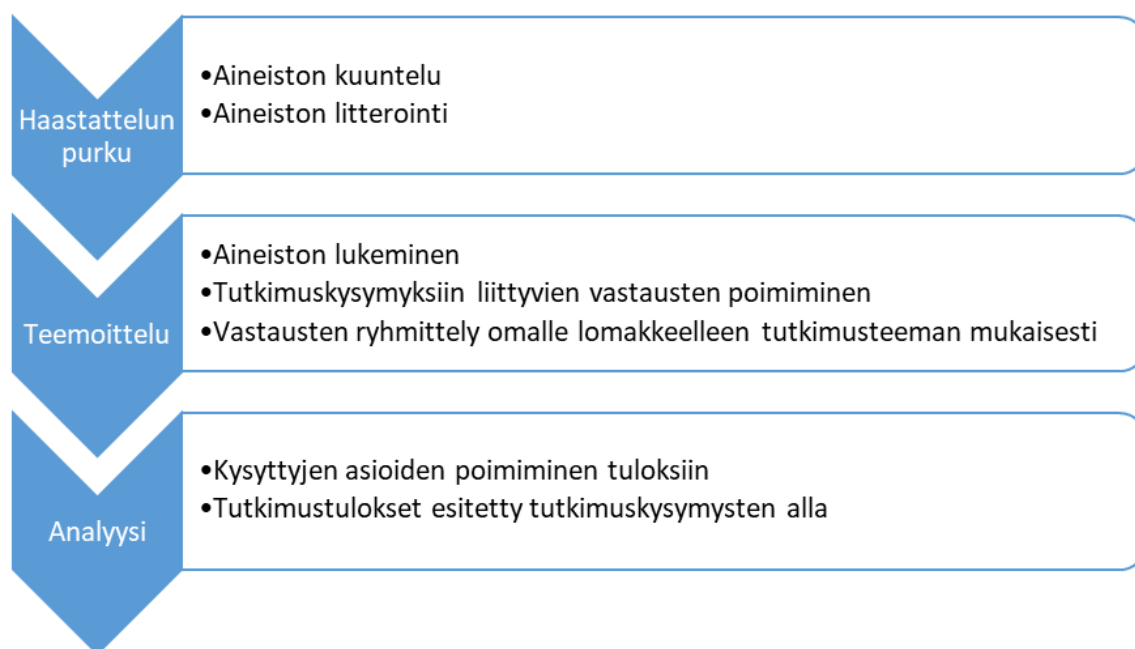 Haastattelun
purku
•Aineiston kuuntelu
•Aineiston litterointi
Teemoittelu
•Aineiston lukeminen
•Tutkimuskysymyksiin liittyvien vastausten poimiminen
•Vastausten ryhmittely omalle lomakkeelleen tutkimusteeman mukaisesti
Analyysi
•Kysyttyjen asioiden poimiminen tuloksiin
•Tutkimustulokset esitetty tutkimuskysymysten alla